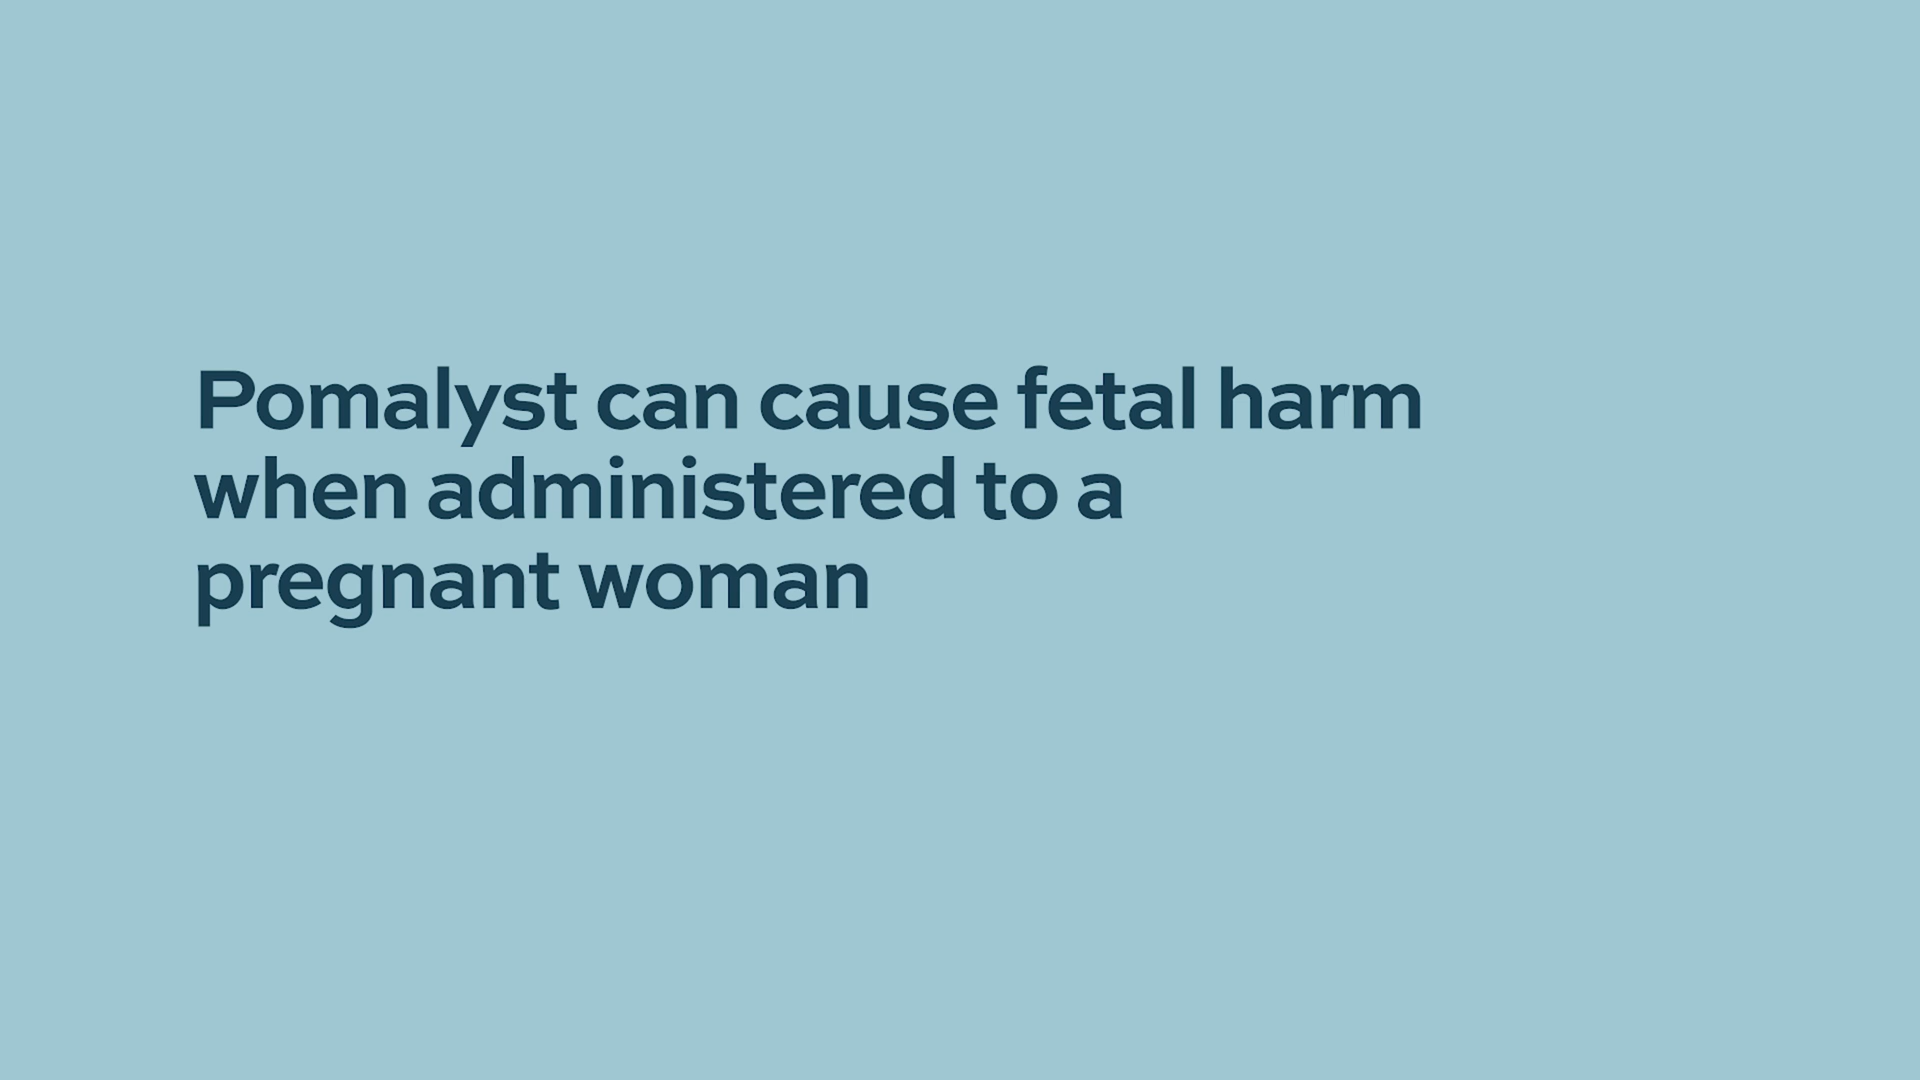 Pomalyst can cause fetal harm
when administered to a
pregnant woman